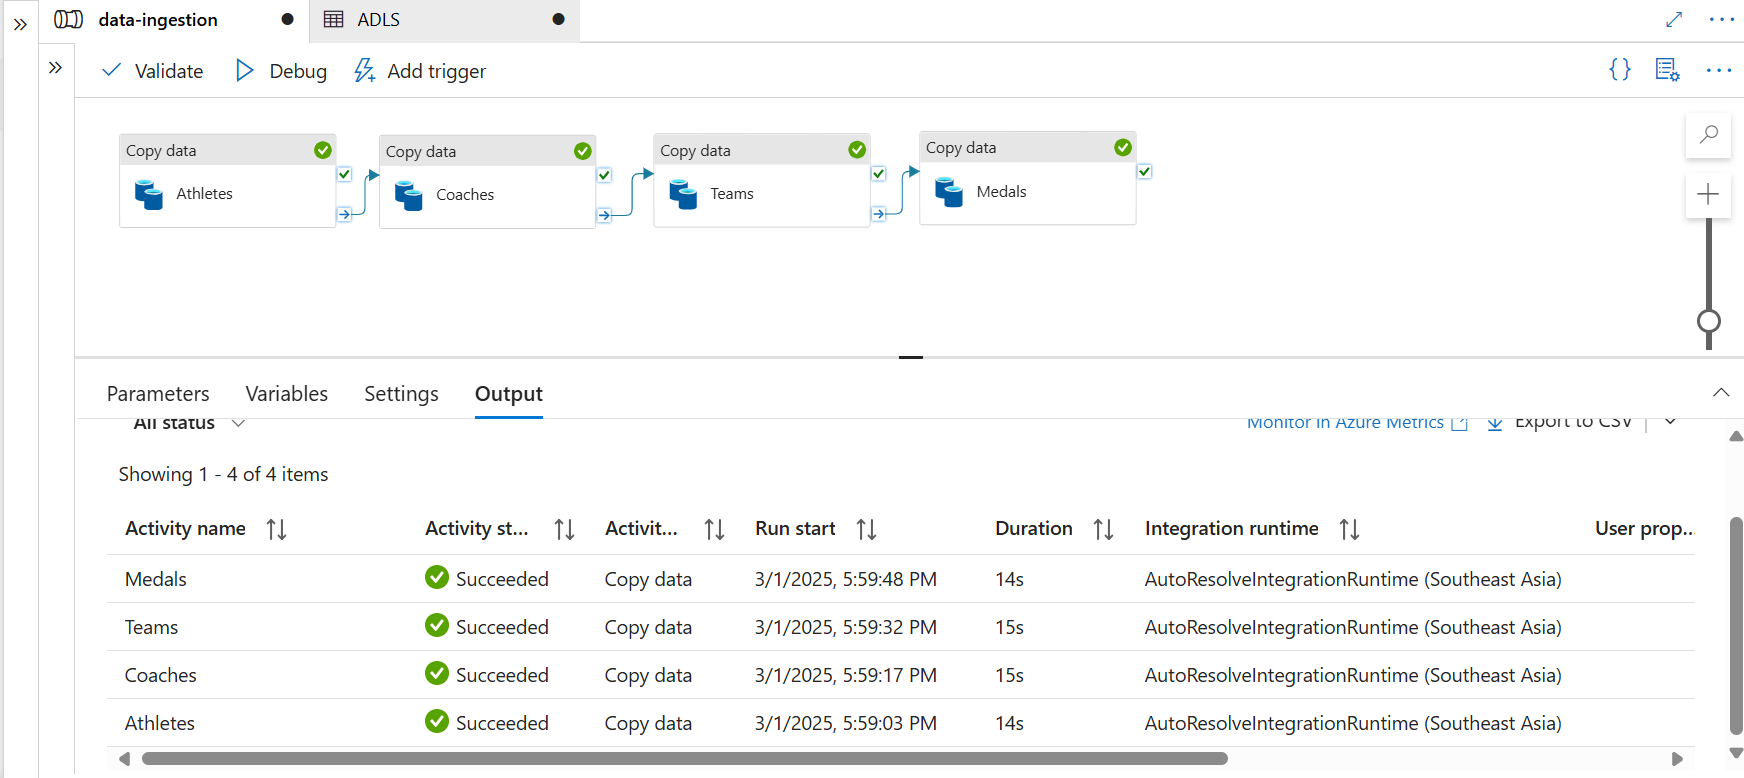 data-ingestion
ADLS
Validate Debug Add trigger
Copy data
Athletes
Copy data
Coaches
Copy data
Teams
Copy data
Medals
Parameters Variables Settings Output
All status
Monitor in Azure Metrics Export to CSV
Showing 1 - 4 of 4 items
Activity name Activity st... Activit... Run start Duration Integration runtime User prop...
Medals Succeeded Copy data 3/1/2025, 5:59:48 PM 14s AutoResolveIntegrationRuntime (Southeast Asia)
Teams Succeeded Copy data 3/1/2025, 5:59:32 PM 15s AutoResolveIntegrationRuntime (Southeast Asia)
Coaches Succeeded Copy data 3/1/2025, 5:59:17 PM 15s AutoResolveIntegrationRuntime (Southeast Asia)
Athletes Succeeded Copy data 3/1/2025, 5:59:03 PM 14s AutoResolveIntegrationRuntime (Southeast Asia)